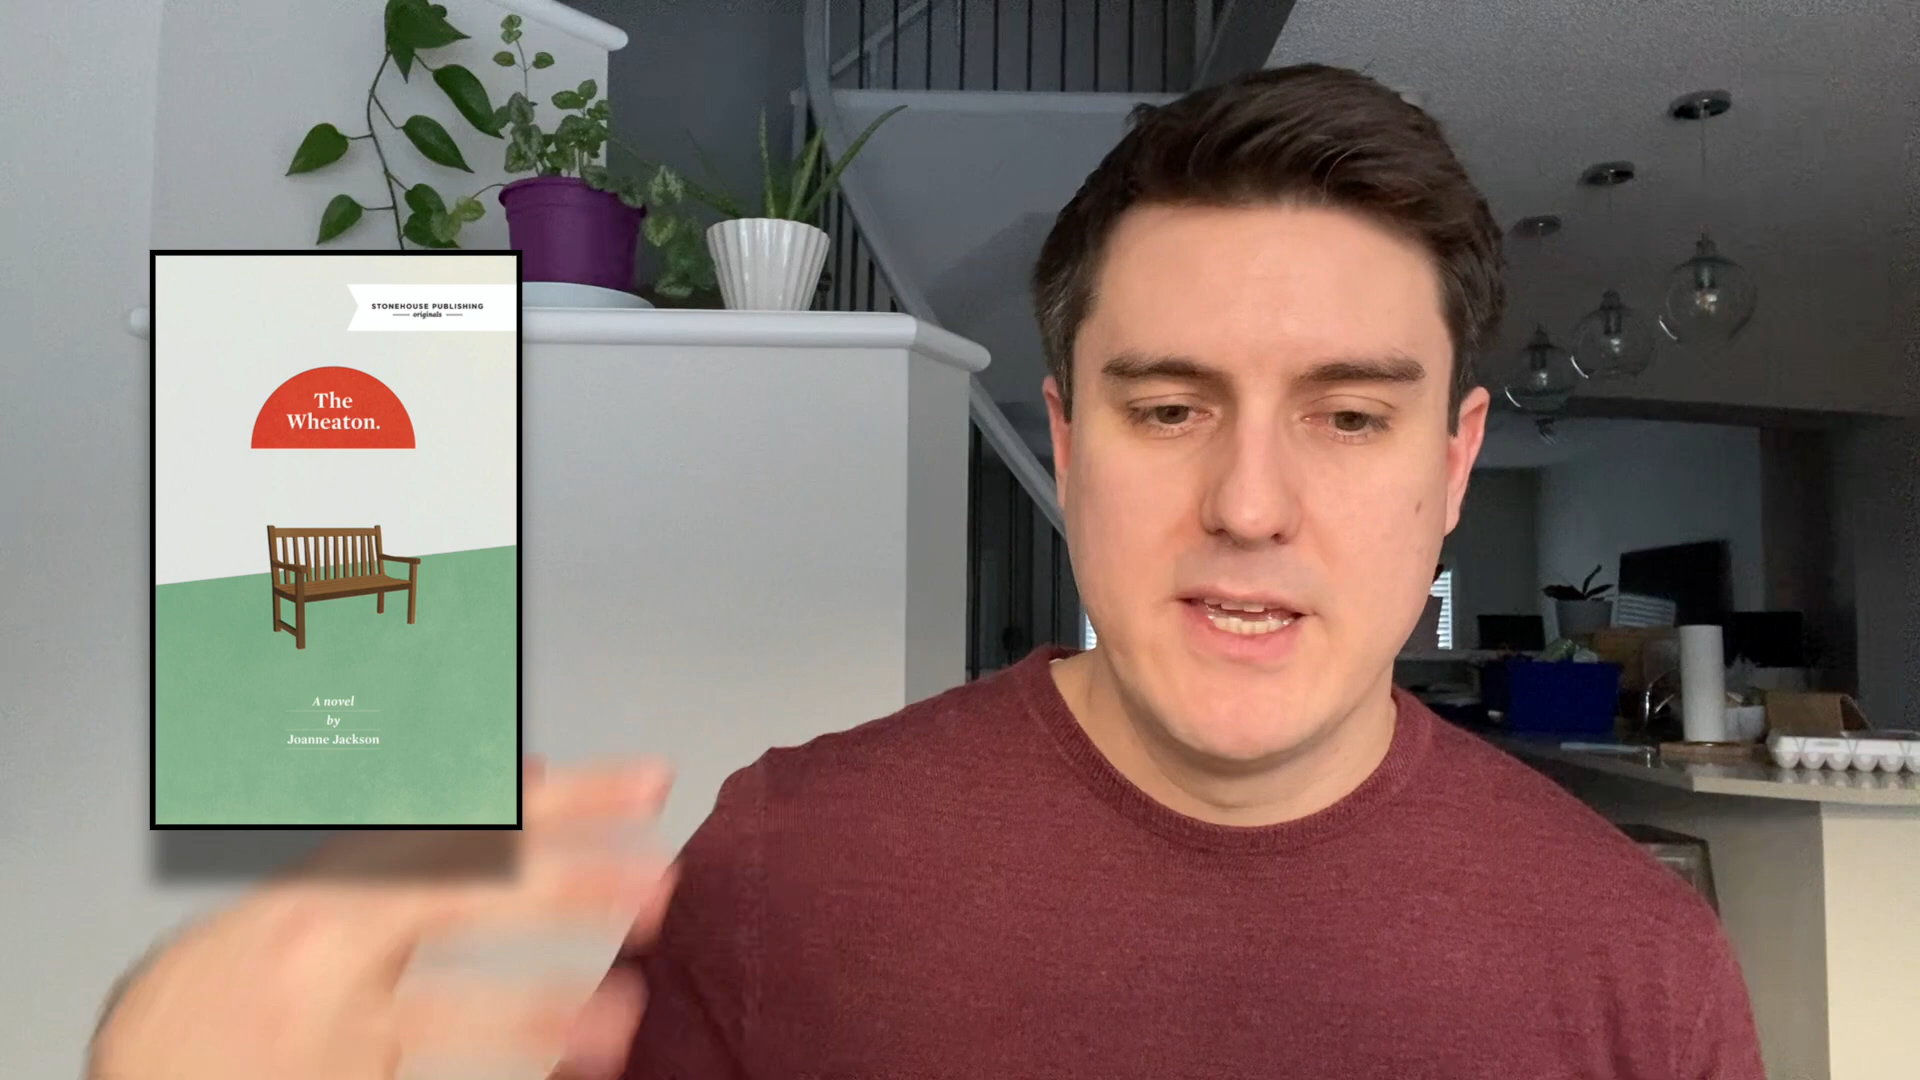 STONEHOUSE PUBLISHING
originals
The
Wheaton.
A novel
by
Joanne Jackson